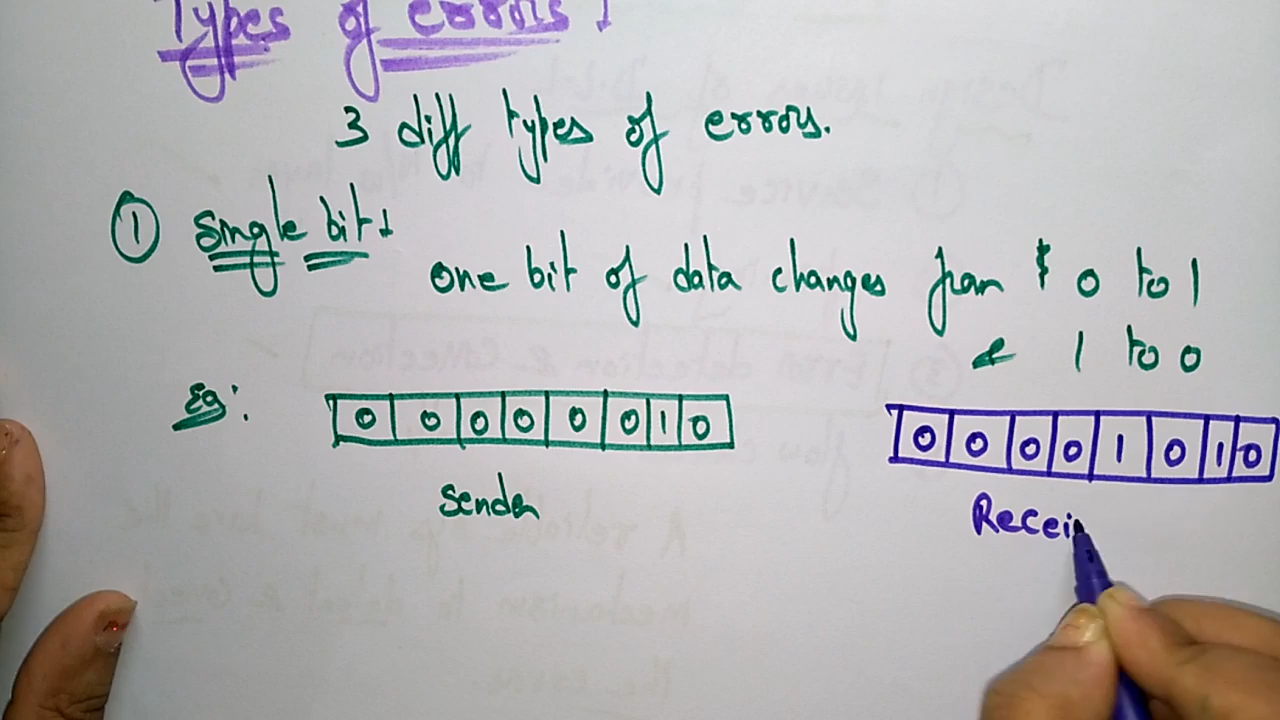 Types of errors:
3 diff types of errors.
① Single bit:
one bit of data changes from 0 to 1
& 1 to 0
Eg:
0 0 0 0 0 0 1 0
0 0 0 0 1 0 1 0
Sender
Recei